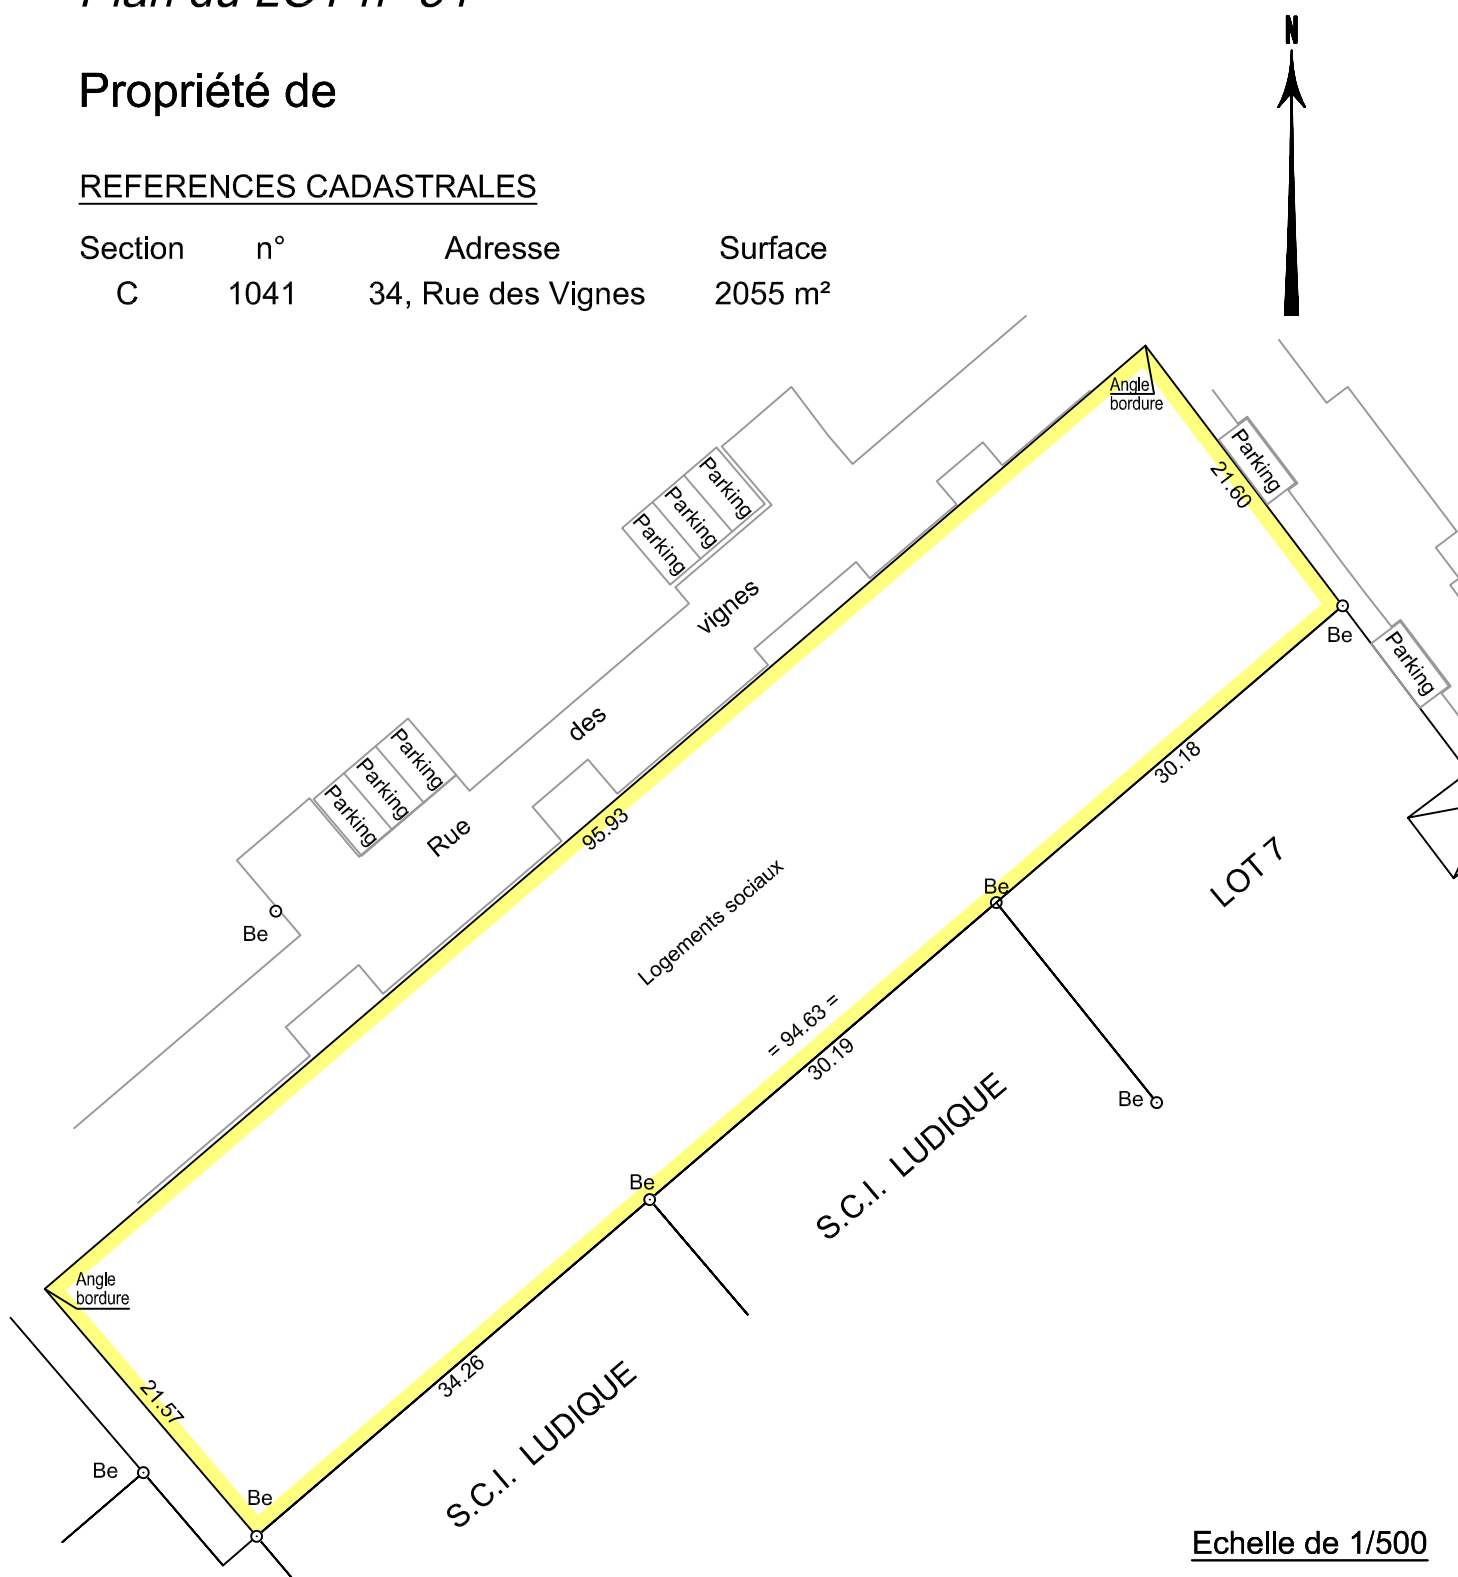 Propriété de
N
REFERENCES CADASTRALES
Section n° Adresse Surface
C 1041 34, Rue des Vignes 2055 m²
Angle
bordure
Parking
21.60
Parking
Parking
Parking
vignes
Be
Parking
des
30.18
Parking
Parking
Parking
Rue
95.93
LOT 7
Logements sociaux
Be
Be
= 94.63 =
30.19
Be
S.C.I. LUDIQUE
Be
Angle
bordure
34.26
21.57
S.C.I. LUDIQUE
Be
Be
Echelle de 1/500